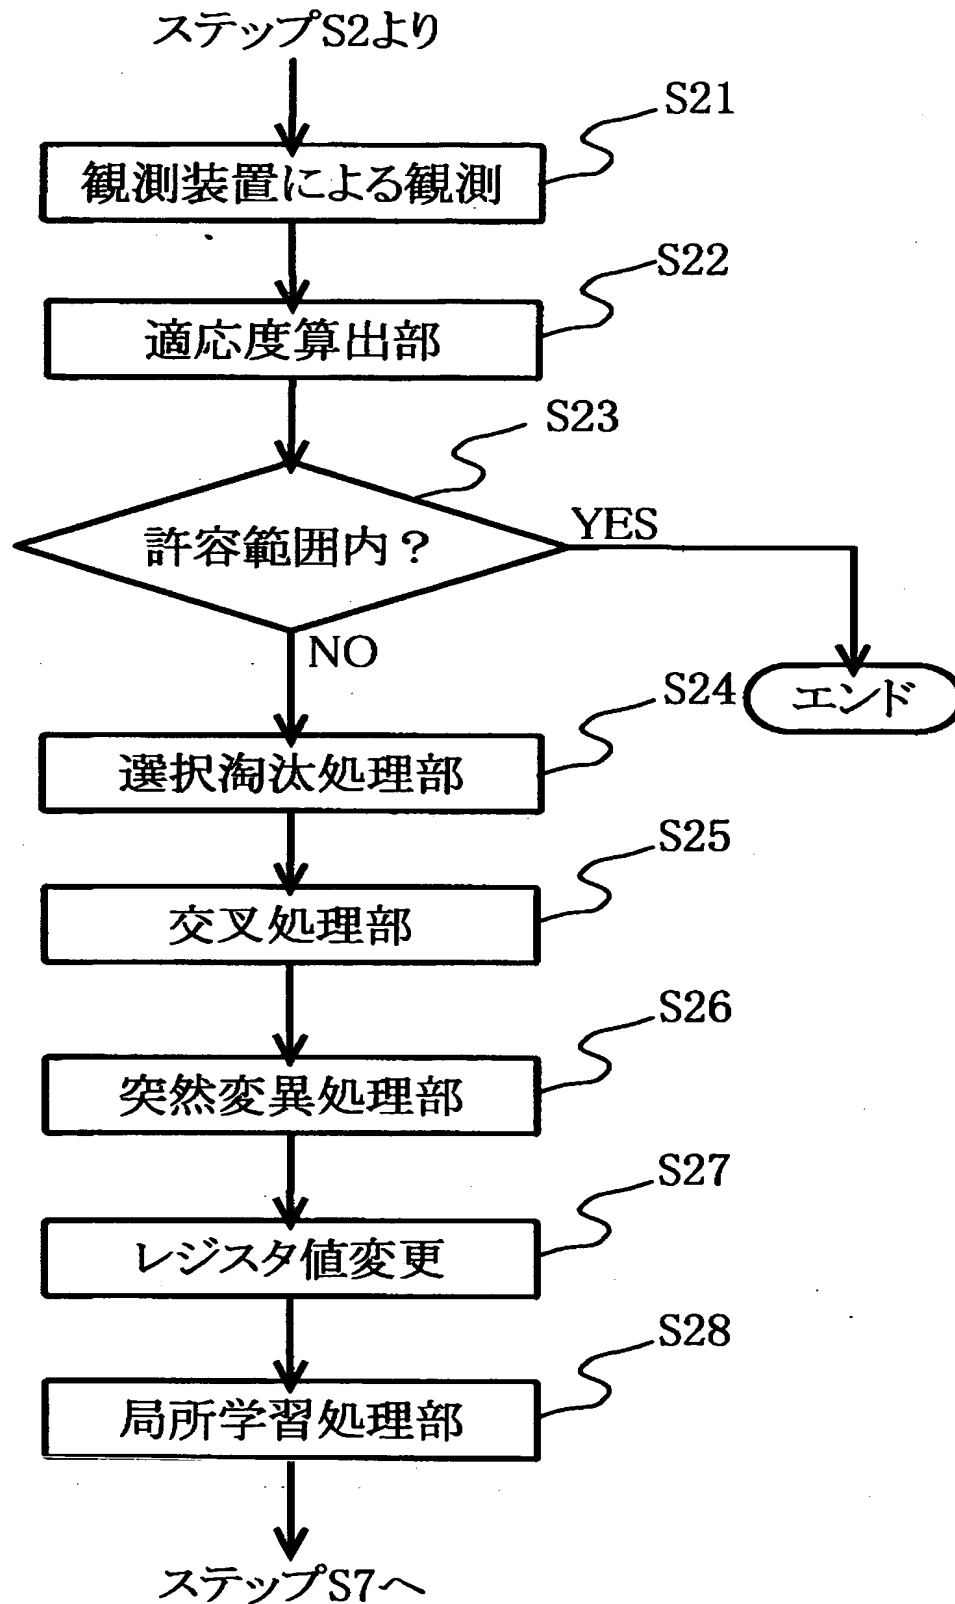 ステップS2より
S21
観測装置による観測
S22
適応度算出部
S23
許容範囲内？
YES
NO
エンド
S24
選択淘汰処理部
S25
交叉処理部
S26
突然変異処理部
S27
レジスタ値変更
S28
局所学習処理部
ステップS7へ